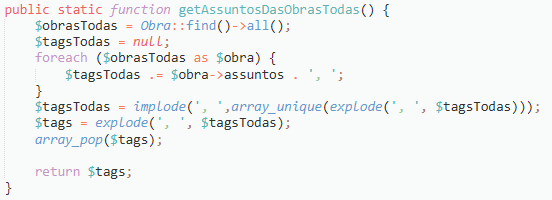 public static function getAssuntosDasObrasTodas() {
    $obrasTodas = Obra::find()->all();
    $tagsTodas = null;
    foreach ($obrasTodas as $obra) {
        $tagsTodas .= $obra->assuntos . ', ';
    }
    $tagsTodas = implode(', ',array_unique(explode(', ', $tagsTodas)));
    $tags = explode(', ', $tagsTodas);
    array_pop($tags);

    return $tags;
}